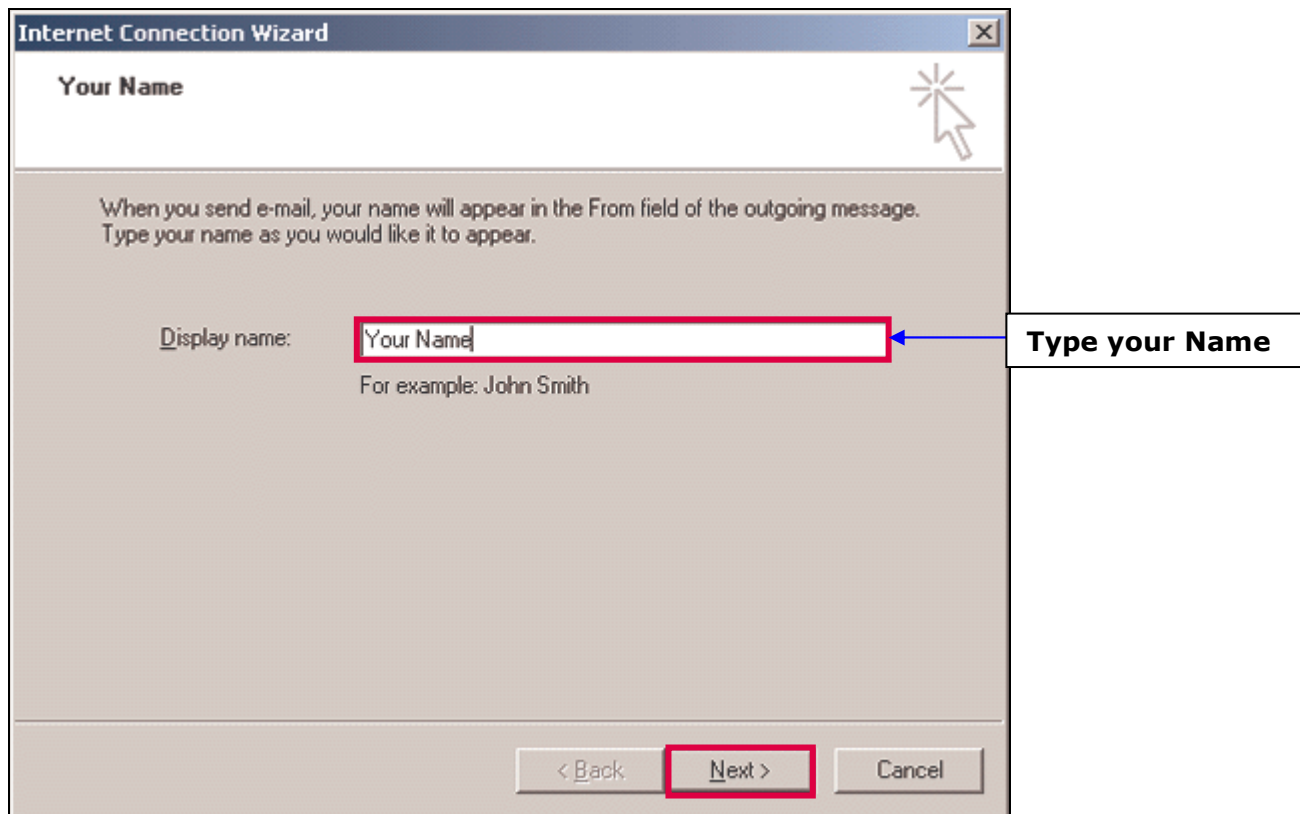 Internet Connection Wizard
Your Name
When you send e-mail, your name will appear in the From field of the outgoing message.
Type your name as you would like it to appear.
Display name:
Your Name
Type your Name
For example: John Smith
< Back
Next >
Cancel